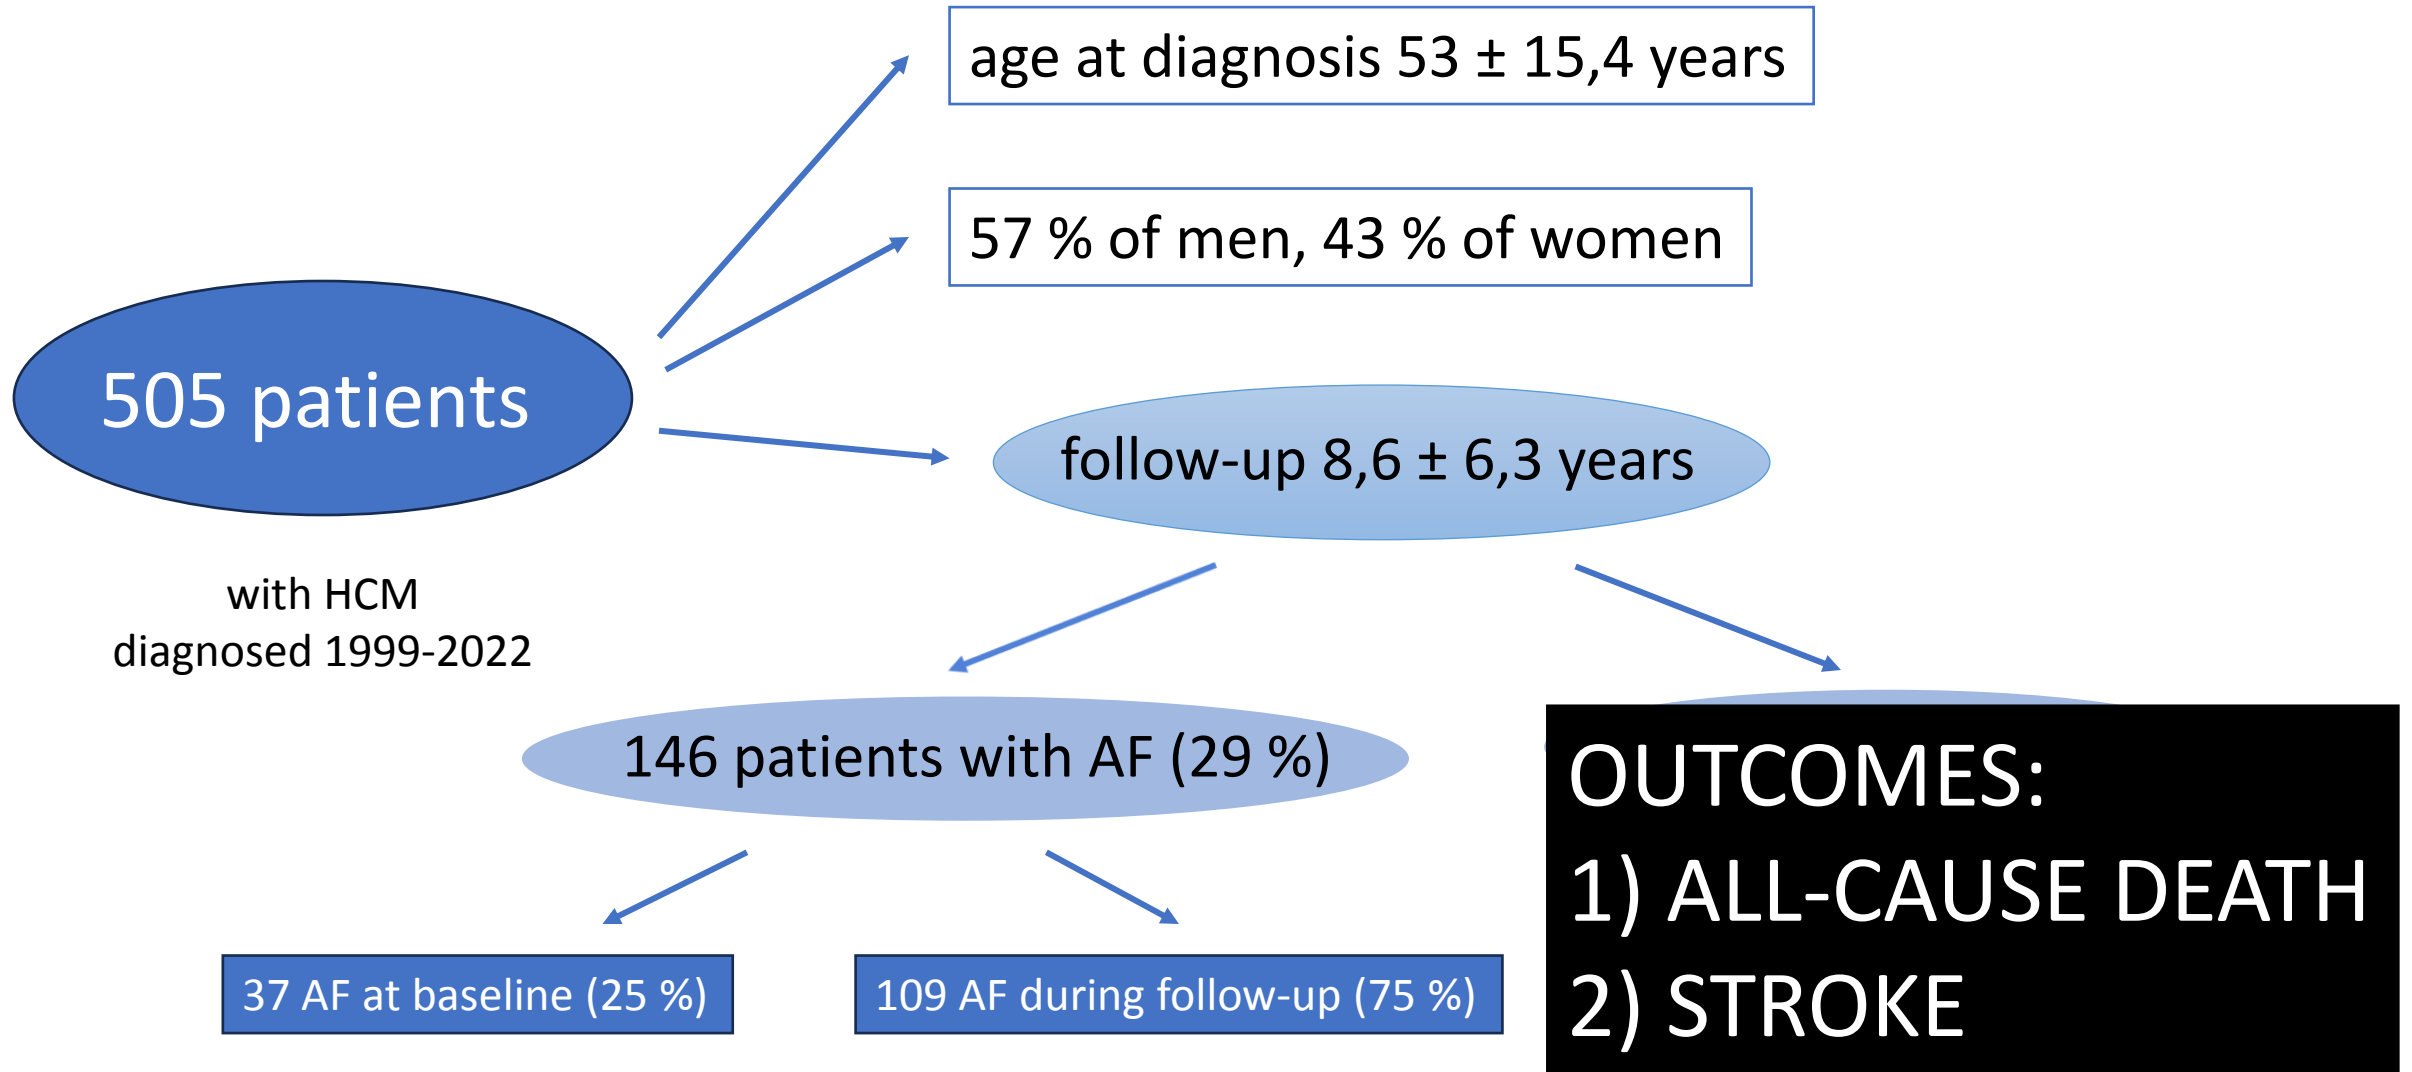 age at diagnosis 53 ± 15,4 years
57 % of men, 43 % of women
505 patients
follow-up 8,6 ± 6,3 years
with HCM
diagnosed 1999-2022
146 patients with AF (29 %)
OUTCOMES:
1) ALL-CAUSE DEATH
2) STROKE
37 AF at baseline (25 %)
109 AF during follow-up (75 %)